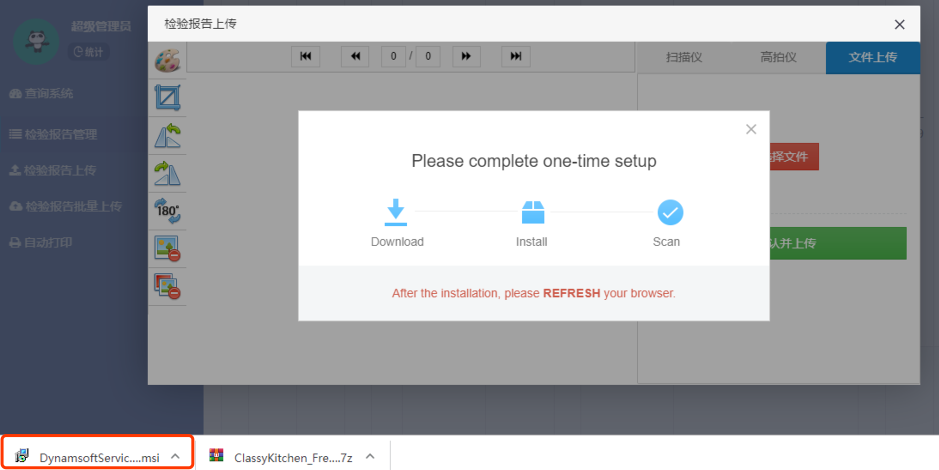 超级管理员
统计
查询系统
检验报告管理
检验报告上传
检验报告批量上传
自动打印
检验报告上传
0 / 0
扫描仪 高拍仪 文件上传
180°
择文件
认并上传
Please complete one-time setup
Download Install Scan
After the installation, please REFRESH your browser.
DynamsoftServic....msi
ClassyKitchen_Fre....7z